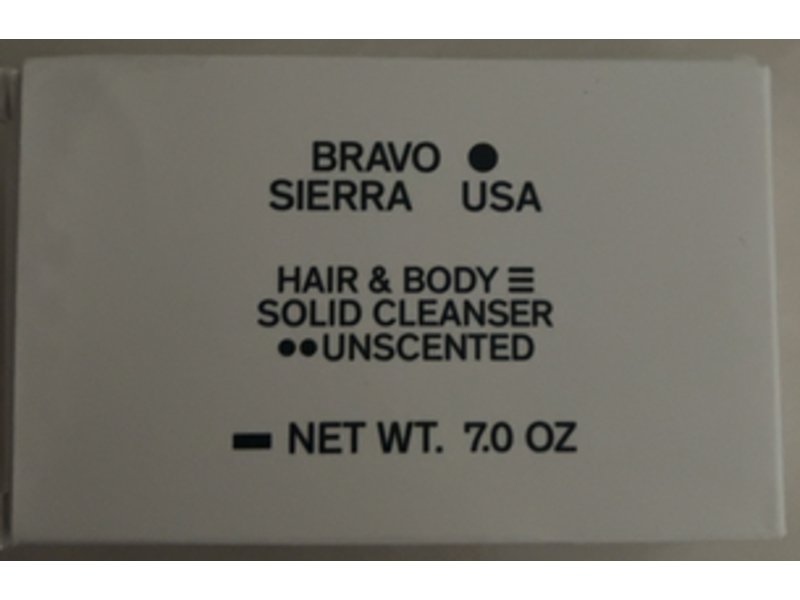 BRAVO ●
SIERRA USA
HAIR & BODY ☰
SOLID CLEANSER
●●UNSCENTED
▬ NET WT. 7.0 OZ